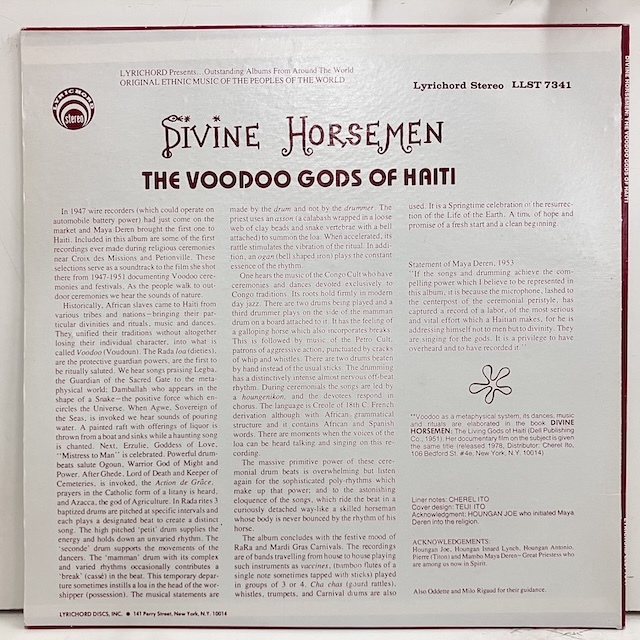 LYRICHORD Presents...Outstanding Albums From Around The World
ORIGINAL ETHNIC MUSIC OF THE PEOPLES OF THE WORLD
Lyrichord Stereo LLST 7341
LYRICHORD
stereo
DIVINE HORSEMEN
THE VOODOO GODS OF HAITI
In 1947 wire recorders (which could operate on
automobile battery power) had just come on the
market and Maya Deren brought the first one to
Haiti. Included in this album are some of the first
recordings ever made during religious ceremonies
near Croix des Missions and Petionville. These
selections serve as a soundtrack to the film she shot
there from 1947-1951 documenting Voodoo cere-
monies and festivals. As the people walk to out-
door ceremonies we hear the sounds of nature.
Historically, African slaves came to Haiti from
various tribes and nations—bringing their par-
ticular divinities and rituals, music and dances.
They unified their traditions without altogether
losing their individual character, into what is
called Voodoo (Voudoun). The Rada loa (dieties),
are the protective guardian powers, are the first to
be ritually saluted. We hear songs praising Legba,
the Guardian of the Sacred Gate to the meta-
physical world; Damballah who appears in the
shape of a Snake—the positive force which en-
circles the Universe. When Agwe, Sovereign of
the Seas, is invoked we hear sounds of pouring
water. A painted raft with offerings of liquor is
thrown from a boat and sinks while a haunting song
is chanted. Next, Erzulie, Goddess of Love,
"Mistress to Man" is celebrated. Powerful drum-
beats salute Ogoun, Warrior God of Might and
Power. After Ghede, Lord of Death and Keeper of
Cemeteries, is invoked, the Action de Grâce,
prayers in the Catholic form of a litany is heard,
and Azacca, the god of Agriculture. In Rada rites 3
baptized drums are pitched at specific intervals and
each plays a designated beat to create a distinct
song. The high pitched 'petit' drum supplies the
energy and holds down an unvaried rhythm. The
'seconde' drum supports the movements of the
dancers. The 'mamman' drum with its complex
and varied rhythms occasionally contributes a
'break' (cassé) in the beat. This temporary depar-
ture sometimes instills a loa in the head of the wor-
shipper (possession). The musical statements are
made by the drum and not by the drummer. The
priest uses an asson (a calabash wrapped in a loose
web of clay beads and snake vertebrae with a bell
attached) to summon the loa. When accelerated, its
rattle stimulates the vibration of the ritual. In addi-
tion, an ogan (bell shaped iron) plays the constant
essence of the rhythm.
One hears the music of the Congo Cult who have
ceremonies and dances devoted exclusively to
Congo traditions. Its roots hold firmly in modern
day jazz. There are two drums being played and a
third drummer plays on the side of the mamman
drum on a board attached to it. It has the feeling of
a galloping horse which also incorporates breaks.
This is followed by music of the Petro Cult,
patrons of aggressive action, punctuated by cracks
of whip and whistles. There are two drums beaten
by hand instead of the usual sticks. The drumming
has a distinctively intense almost nervous off-beat
rhythm. During ceremonials the songs are led by
a houngenikon, and the devotees respond in
chorus. The language is Creole of 18th C. French
derivation although with African grammatical
structure and it contains African and Spanish
words. There are moments when the voices of the
loa can be heard talking and singing on this re-
cording.
The massive primitive power of these cere-
monial drum beats is overwhelming but listen
again for the sophisticated poly-rhythms which
make up that power; and to the astonishing
eloquence of the songs, which ride the beat in a
curiously detached way-like a skilled horseman
whose body is never bounced by the rhythm of his
horse.
The album concludes with the festive mood of
RaRa and Mardi Gras Carnivals. The recordings
are of bands travelling from house to house playing
such instruments as vaccines, (bamboo flutes of a
single note sometimes tapped with sticks) played
in groups of 3 or 4. Cha chas (gourd rattles),
whistles, trumpets, and Carnival drums are also
used. It is a Springtime celebration of the resurrec-
tion of the Life of the Earth. A time of hope and
promise of a fresh start and a clean beginning.
Statement of Maya Deren, 1953
"If the songs and drumming achieve the com-
pelling power which I believe to be represented in
this album, it is because the microphone, lashed to
the centerpost of the ceremonial peristyle, has
captured a record of a labor, of the most serious
and vital effort which a Haitian makes, for he is
addressing himself not to men but to divinity. They
are singing for the gods. It is a privilege to have
overheard and to have recorded it"
**Voodoo as a metaphysical system, its dances, music
and rituals are elaborated in the book DIVINE
HORSEMEN: The Living Gods of Haiti (Dell Publishing
Co., 1951). Her documentary film on the subject is given
the same title (released 1978, Distributor: Cherel Ito,
106 Bedford St. #4e, New York, N.Y. 10014)
Liner notes: CHEREL ITO
Cover design: TEIJI ITO
Acknowledgment: HOUNGAN JOE who initiated Maya
Deren into the religion.
ACKNOWLEDGEMENTS:
Houngan Joe, Houngan Isnard Lynch, Houngan Antonio,
Pierre (Titon) and Mambo Maya Deren—Great Priestess who
are among us now in Spirit.
Also Oddette and Milo Rigaud for their guidance.
LYRICHORD DISCS, INC. ● 141 Perry Street, New York, N.Y. 10014
DIVINE HORSEMEN: THE VOODOO GODS OF HAITI